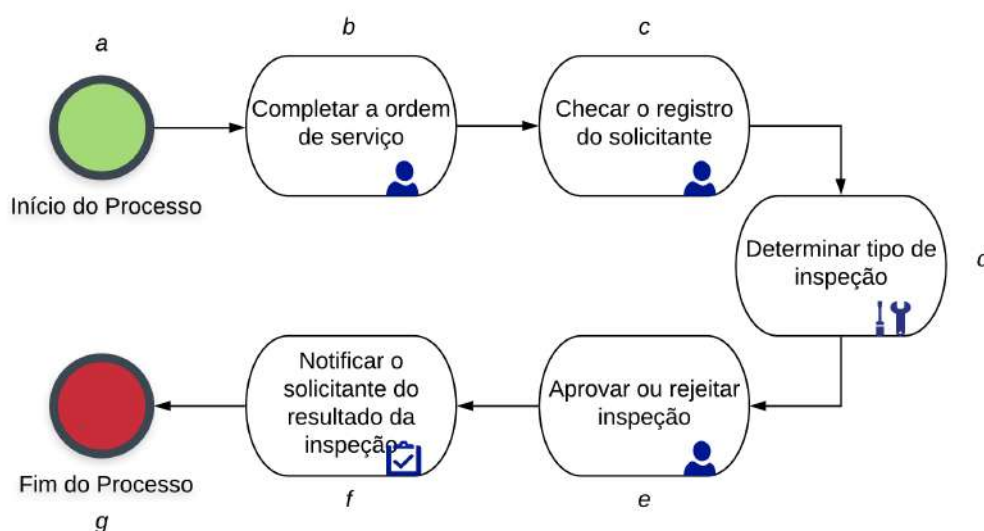 a
b
c
Completar a ordem
de serviço
Checar o registro
do solicitante
Início do Processo
Determinar tipo de
inspeção
Notificar o
solicitante do
resultado da
inspeção
Aprovar ou rejeitar
inspeção
Fim do Processo
g
f
e